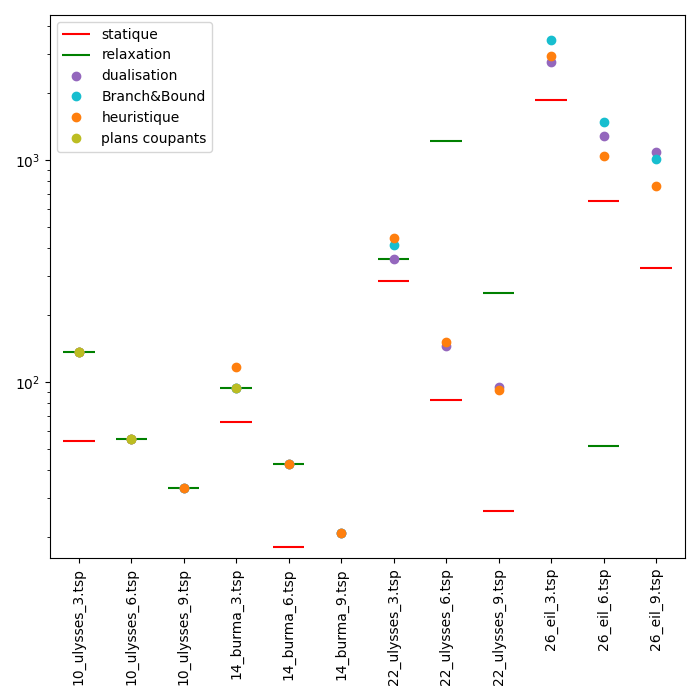 statique
relaxation
dualisation
Branch&Bound
heuristique
plans coupants
10³
10²
10_ulysses_3.tsp
10_ulysses_6.tsp
10_ulysses_9.tsp
14_burma_3.tsp
14_burma_6.tsp
14_burma_9.tsp
22_ulysses_3.tsp
22_ulysses_6.tsp
22_ulysses_9.tsp
26_eil_3.tsp
26_eil_6.tsp
26_eil_9.tsp